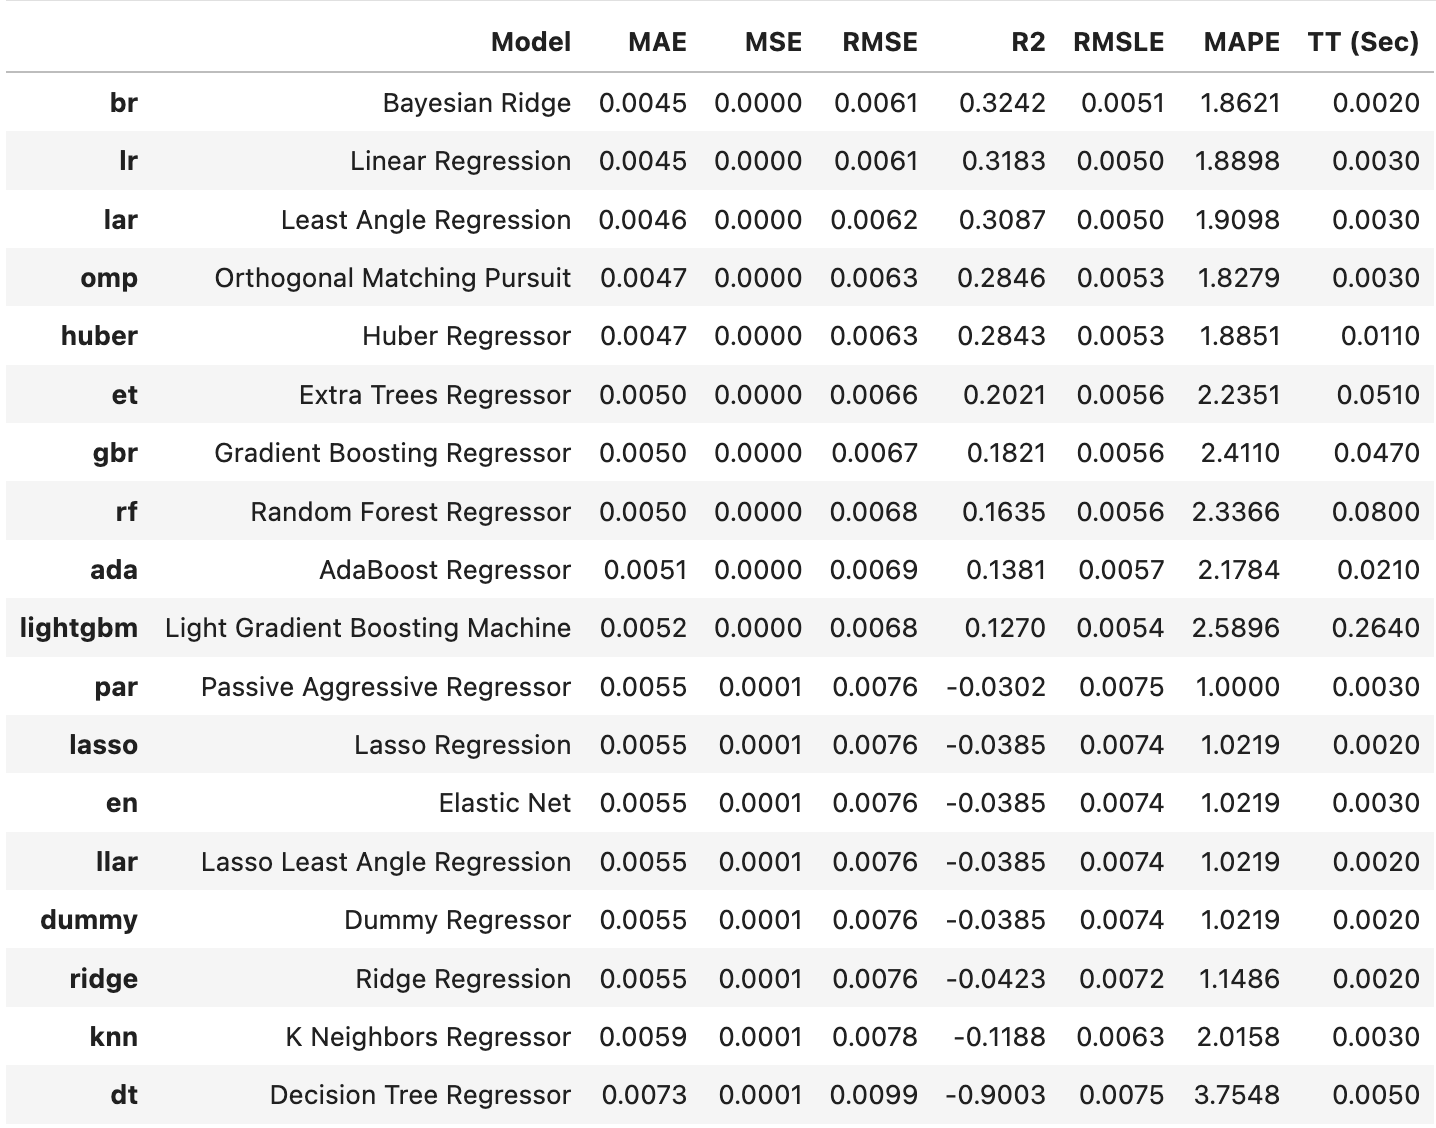 Model MAE MSE RMSE R2 RMSLE MAPE TT (Sec)
br Bayesian Ridge 0.0045 0.0000 0.0061 0.3242 0.0051 1.8621 0.0020
lr Linear Regression 0.0045 0.0000 0.0061 0.3183 0.0050 1.8898 0.0030
lar Least Angle Regression 0.0046 0.0000 0.0062 0.3087 0.0050 1.9098 0.0030
omp Orthogonal Matching Pursuit 0.0047 0.0000 0.0063 0.2846 0.0053 1.8279 0.0030
huber Huber Regressor 0.0047 0.0000 0.0063 0.2843 0.0053 1.8851 0.0110
et Extra Trees Regressor 0.0050 0.0000 0.0066 0.2021 0.0056 2.2351 0.0510
gbr Gradient Boosting Regressor 0.0050 0.0000 0.0067 0.1821 0.0056 2.4110 0.0470
rf Random Forest Regressor 0.0050 0.0000 0.0068 0.1635 0.0056 2.3366 0.0800
ada AdaBoost Regressor 0.0051 0.0000 0.0069 0.1381 0.0057 2.1784 0.0210
lightgbm Light Gradient Boosting Machine 0.0052 0.0000 0.0068 0.1270 0.0054 2.5896 0.2640
par Passive Aggressive Regressor 0.0055 0.0001 0.0076 -0.0302 0.0075 1.0000 0.0030
lasso Lasso Regression 0.0055 0.0001 0.0076 -0.0385 0.0074 1.0219 0.0020
en Elastic Net 0.0055 0.0001 0.0076 -0.0385 0.0074 1.0219 0.0030
llar Lasso Least Angle Regression 0.0055 0.0001 0.0076 -0.0385 0.0074 1.0219 0.0020
dummy Dummy Regressor 0.0055 0.0001 0.0076 -0.0385 0.0074 1.0219 0.0020
ridge Ridge Regression 0.0055 0.0001 0.0076 -0.0423 0.0072 1.1486 0.0020
knn K Neighbors Regressor 0.0059 0.0001 0.0078 -0.1188 0.0063 2.0158 0.0030
dt Decision Tree Regressor 0.0073 0.0001 0.0099 -0.9003 0.0075 3.7548 0.0050